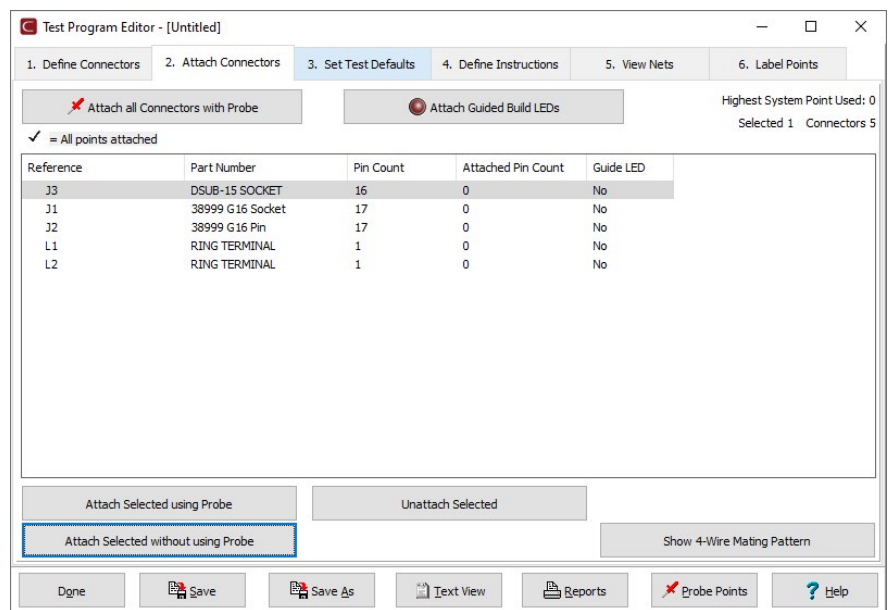 Test Program Editor - [Untitled]
1. Define Connectors 2. Attach Connectors 3. Set Test Defaults 4. Define Instructions 5. View Nets 6. Label Points
Attach all Connectors with Probe Attach Guided Build LEDs Highest System Point Used: 0
Selected 1 Connectors 5
✓ = All points attached
Reference Part Number Pin Count Attached Pin Count Guide LED
J3 DSUB-15 SOCKET 16 0 No
J1 38999 G16 Socket 17 0 No
J2 38999 G16 Pin 17 0 No
L1 RING TERMINAL 1 0 No
L2 RING TERMINAL 1 0 No
Attach Selected using Probe Unattach Selected
Attach Selected without using Probe Show 4-Wire Mating Pattern
Done Save Save As Text View Reports Probe Points Help